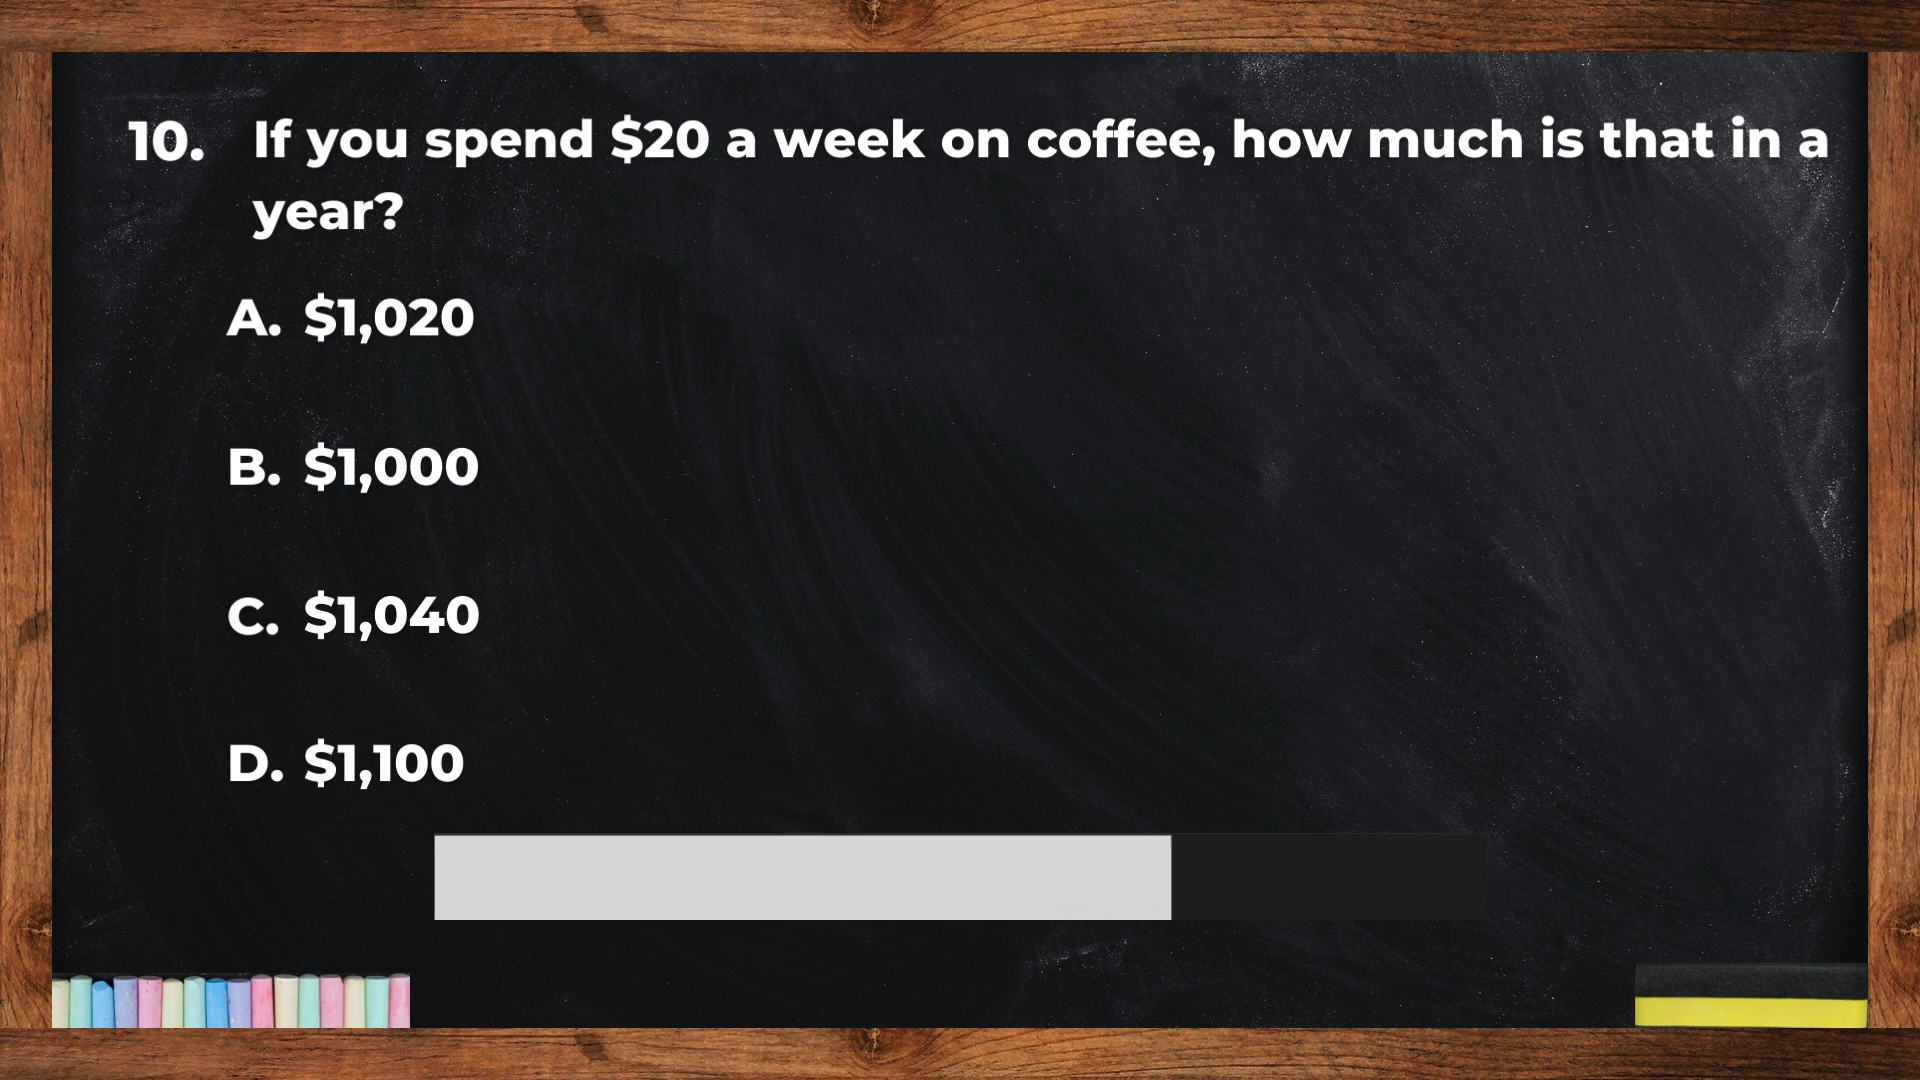 10. If you spend $20 a week on coffee, how much is that in a
year?
A. $1,020
B. $1,000
C. $1,040
D. $1,100